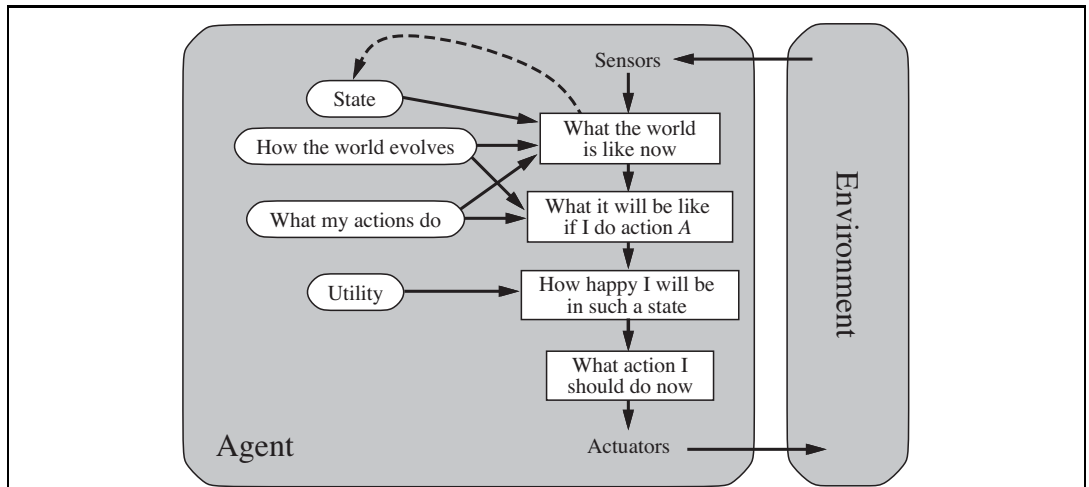 Sensors
State
What the world
is like now
How the world evolves
What my actions do
What it will be like
if I do action A
Utility
How happy I will be
in such a state
What action I
should do now
Agent
Actuators
Environment